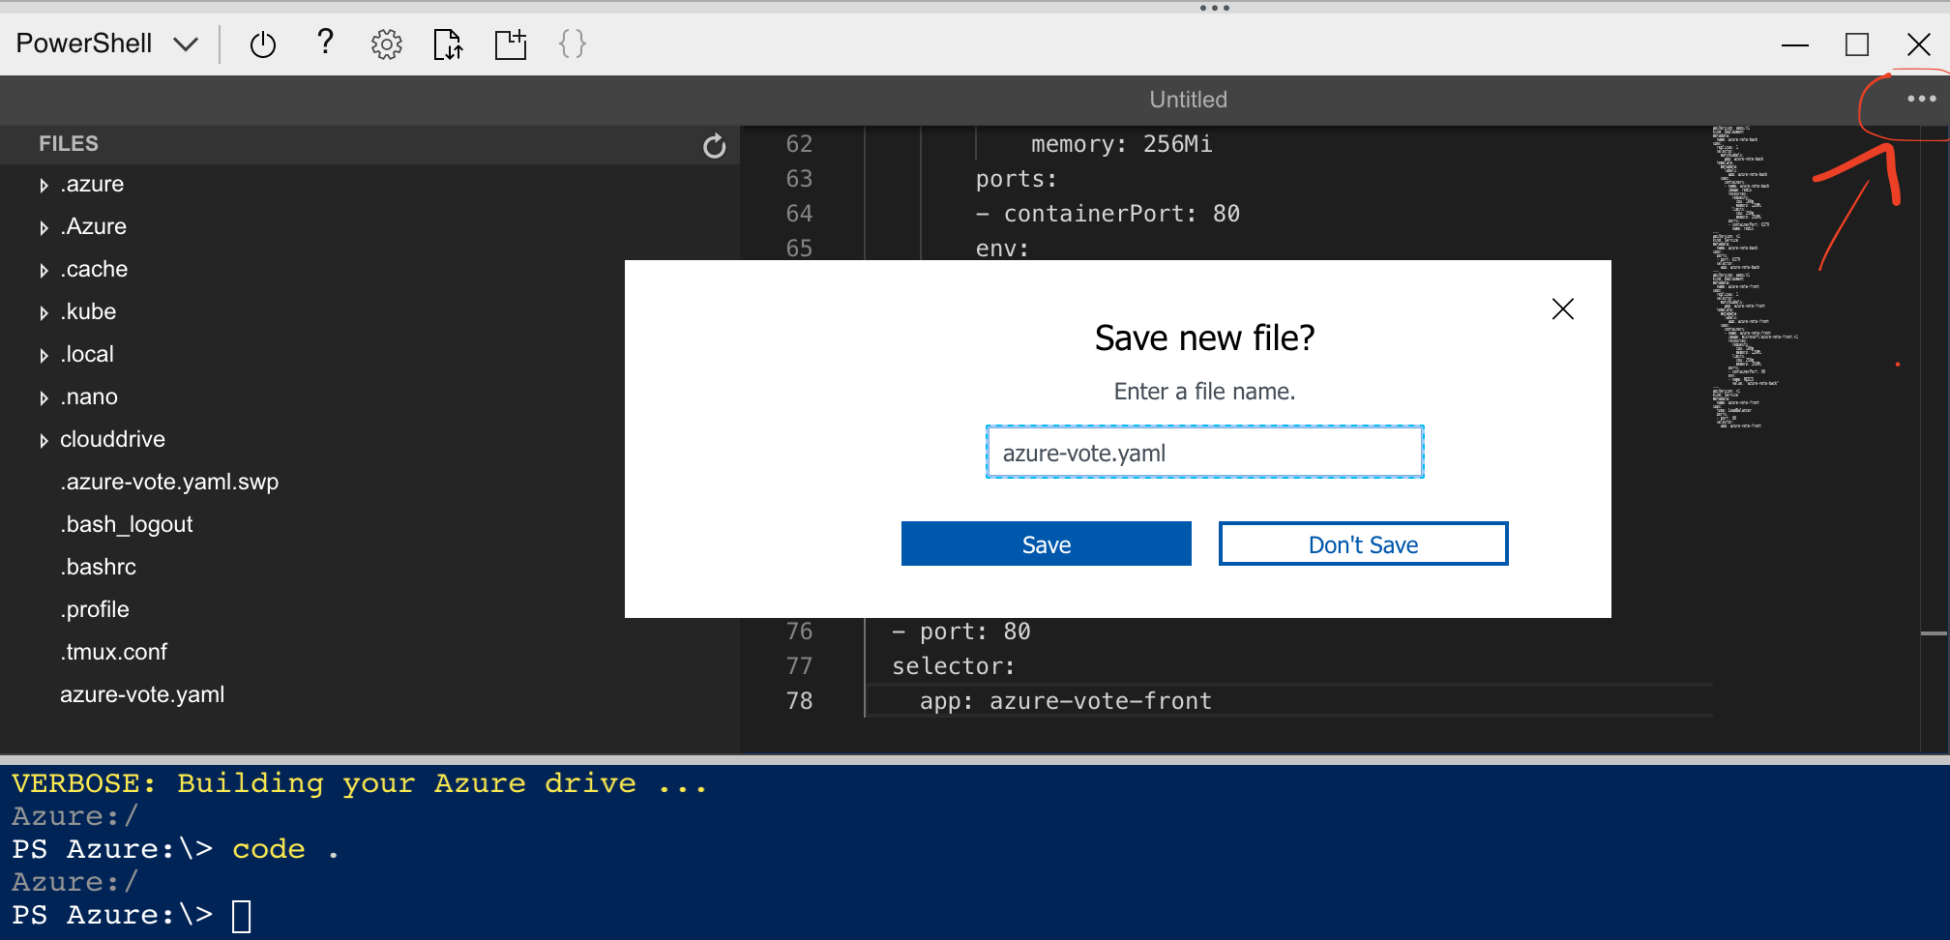 PowerShell
?
{}
Untitled
FILES
.azure
.Azure
.cache
.kube
.local
.nano
clouddrive
.azure-vote.yaml.swp
.bash_logout
.bashrc
.profile
.tmux.conf
azure-vote.yaml
62 memory: 256Mi
63 ports:
64 - containerPort: 80
65 env:
Save new file?
Enter a file name.
azure-vote.yaml
Save Don't Save
76 - port: 80
77 selector:
78 app: azure-vote-front
VERBOSE: Building your Azure drive ...
Azure:/
PS Azure:\> code .
Azure:/
PS Azure:\>